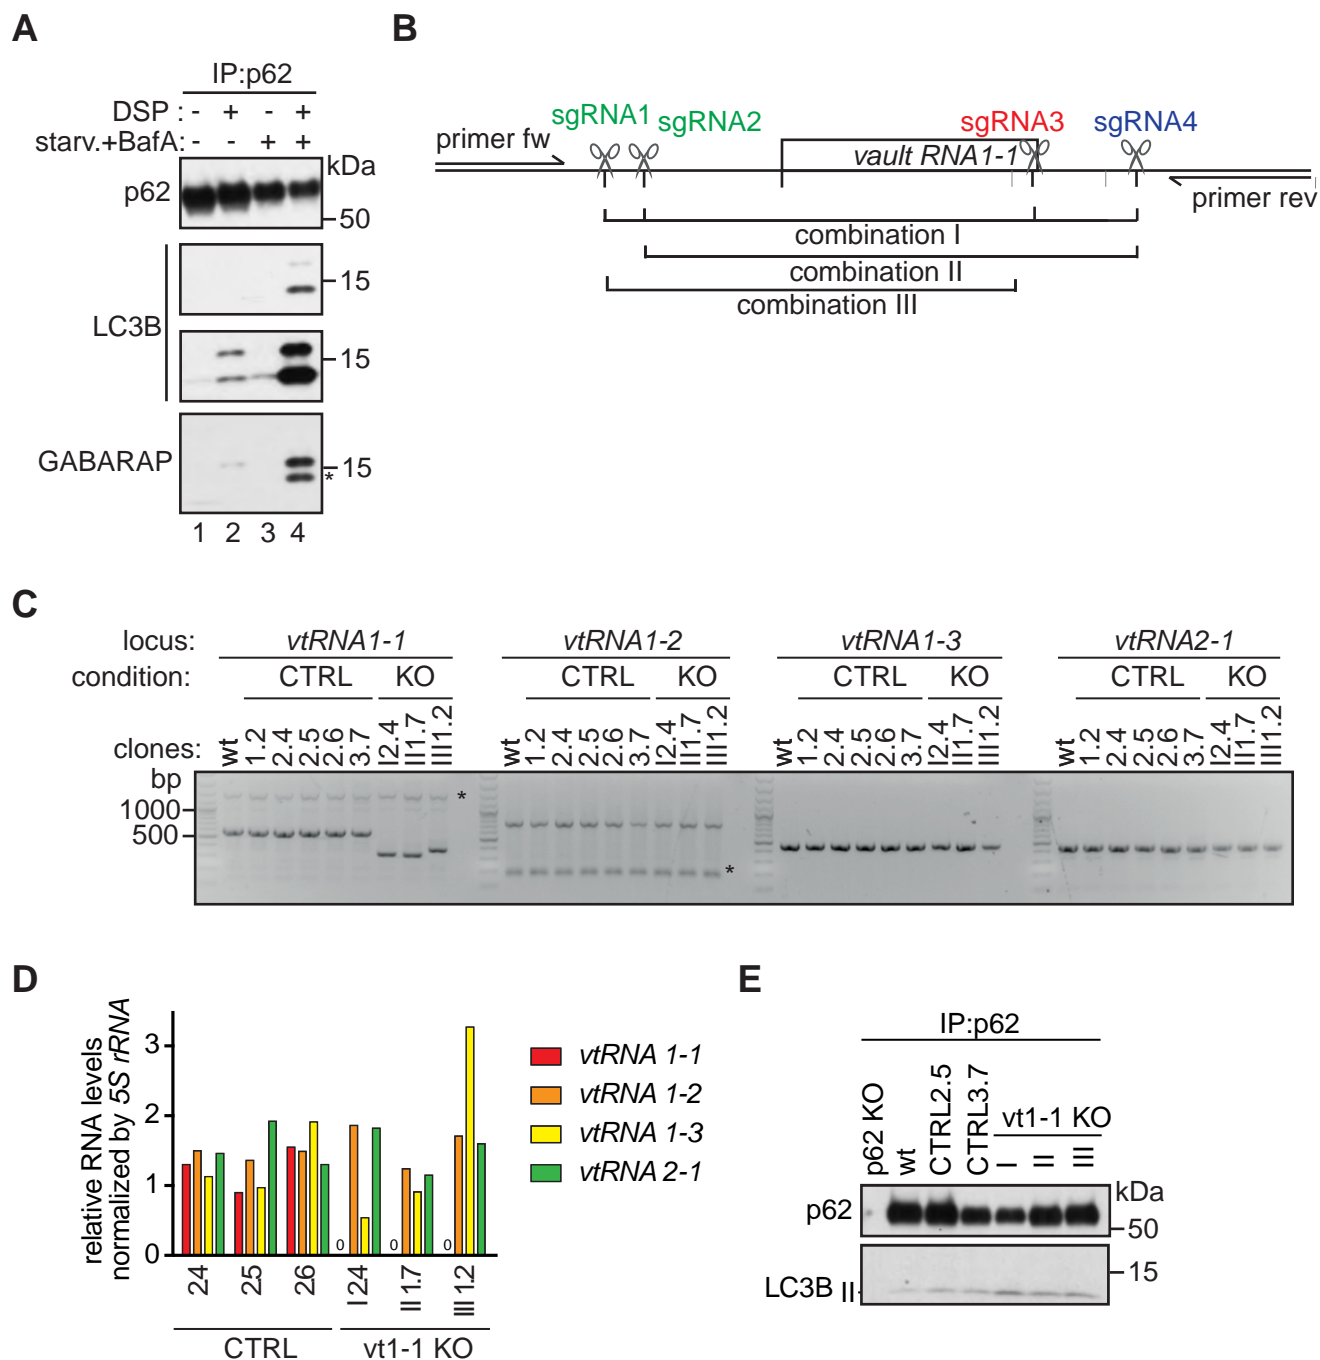 A
IP:p62
DSP : - + - +
starv.+BafA: - - + +
kDa
p62
50
15
LC3B
15
GABARAP
15
*
1 2 3 4
B
sgRNA1 sgRNA2 sgRNA3 sgRNA4
primer fw
vault RNA1-1
primer rev
combination I
combination II
combination III
C
locus: vtRNA1-1 vtRNA1-2 vtRNA1-3 vtRNA2-1
condition: CTRL KO CTRL KO CTRL KO CTRL KO
clones: wt 1.2 2.4 2.5 2.6 3.7 I2.4 II1.7 III1.2 wt 1.2 2.4 2.5 2.6 3.7 I2.4 II1.7 III1.2 wt 1.2 2.4 2.5 2.6 3.7 I2.4 II1.7 III1.2 wt 1.2 2.4 2.5 2.6 3.7 I2.4 II1.7 III1.2
bp
1000
500
*
*
D
relative RNA levels
normalized by 5S rRNA
3
2
1
0
0 0 0
2.4 2.5 2.6 I 2.4 II 1.7 III 1.2
CTRL vt1-1 KO
vtRNA 1-1
vtRNA 1-2
vtRNA 1-3
vtRNA 2-1
E
IP:p62
vt1-1 KO
p62 KO wt CTRL2.5 CTRL3.7 I II III
kDa
p62
50
15
LC3B II